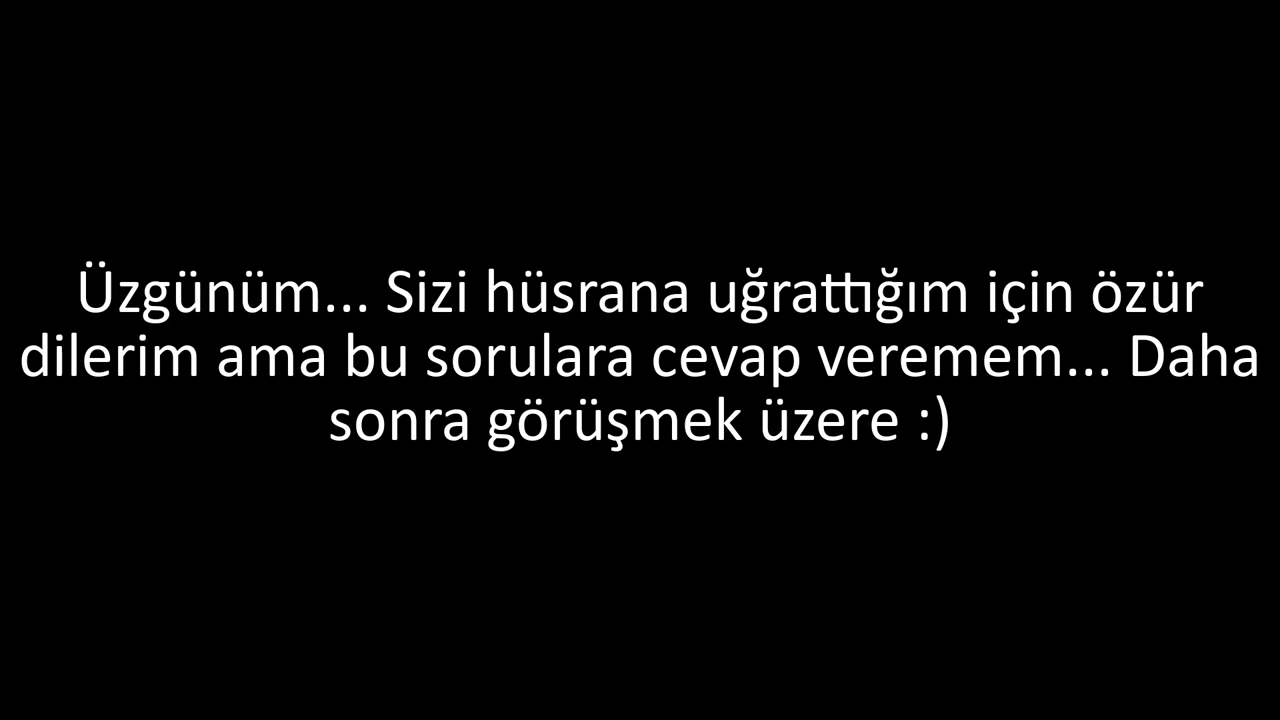 Üzgünüm... Sizi hüsrana uğrattığım için özür
dilerim ama bu sorulara cevap veremem... Daha
sonra görüşmek üzere :)